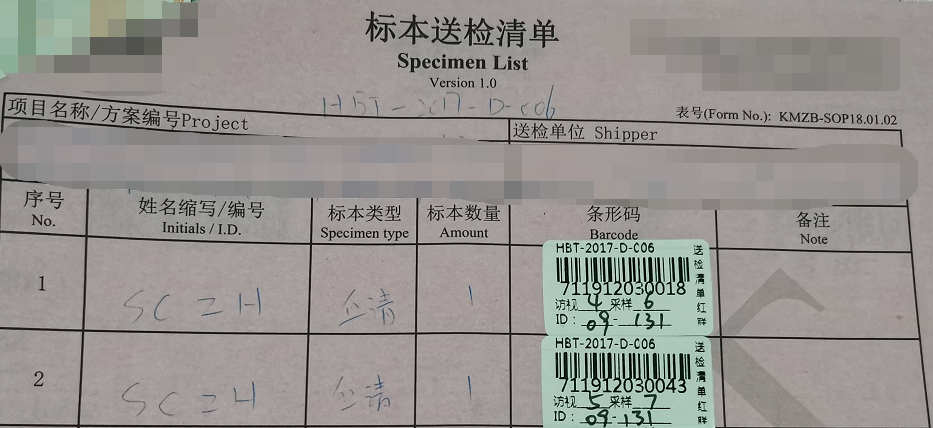 标本送检清单
Specimen List
Version 1.0
HBT-2017-D-C06
项目名称/方案编号Project
表号(Form No.): KMZB-SOP18.01.02
送检单位 Shipper
序号 姓名缩写/编号 标本类型 标本数量 条形码 备注
No. Initials / I.D. Specimen type Amount Barcode Note
HBT-2017-D-C06
送检清单红联
1 SCZH 血清 1
711912030018
访视 4 采样 6
ID: 09-131
HBT-2017-D-C06
送检清单红联
2 SCZH 血清 1
711912030043
访视 5 采样 7
ID: 09-131